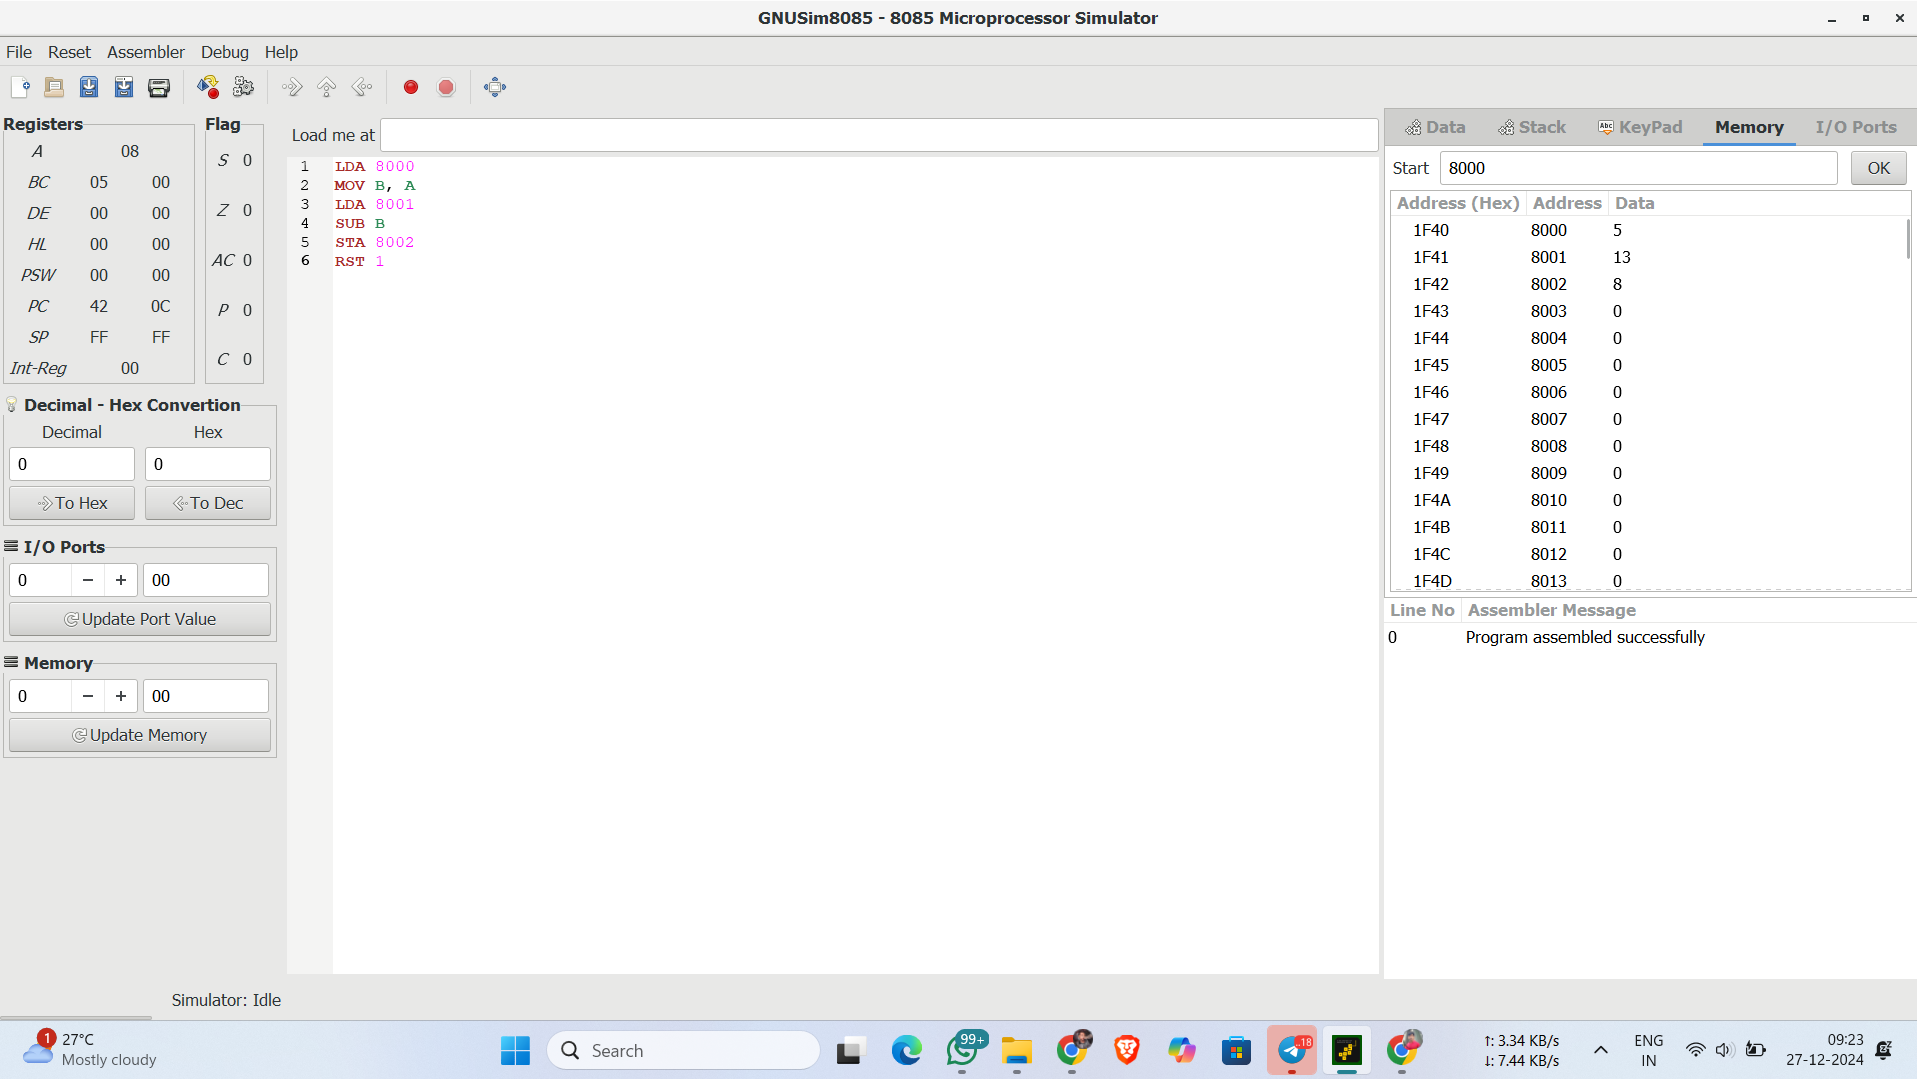 GNUSim8085 - 8085 Microprocessor Simulator
File Reset Assembler Debug Help
Registers
A 08
BC 05 00
DE 00 00
HL 00 00
PSW 00 00
PC 42 0C
SP FF FF
Int-Reg 00
Flag
S 0
Z 0
AC 0
P 0
C 0
Decimal - Hex Convertion
Decimal Hex
0 0
To Hex To Dec
I/O Ports
0 − + 00
Update Port Value
Memory
0 − + 00
Update Memory
Load me at
1 LDA 8000
2 MOV B, A
3 LDA 8001
4 SUB B
5 STA 8002
6 RST 1
Data Stack Abc KeyPad Memory I/O Ports
Start 8000 OK
Address (Hex) Address Data
1F40 8000 5
1F41 8001 13
1F42 8002 8
1F43 8003 0
1F44 8004 0
1F45 8005 0
1F46 8006 0
1F47 8007 0
1F48 8008 0
1F49 8009 0
1F4A 8010 0
1F4B 8011 0
1F4C 8012 0
1F4D 8013 0
Line No Assembler Message
0 Program assembled successfully
Simulator: Idle
1 27°C
Mostly cloudy
Search
99+
..18
↑: 3.34 KB/s
↓: 7.44 KB/s
ENG
IN
09:23
27-12-2024